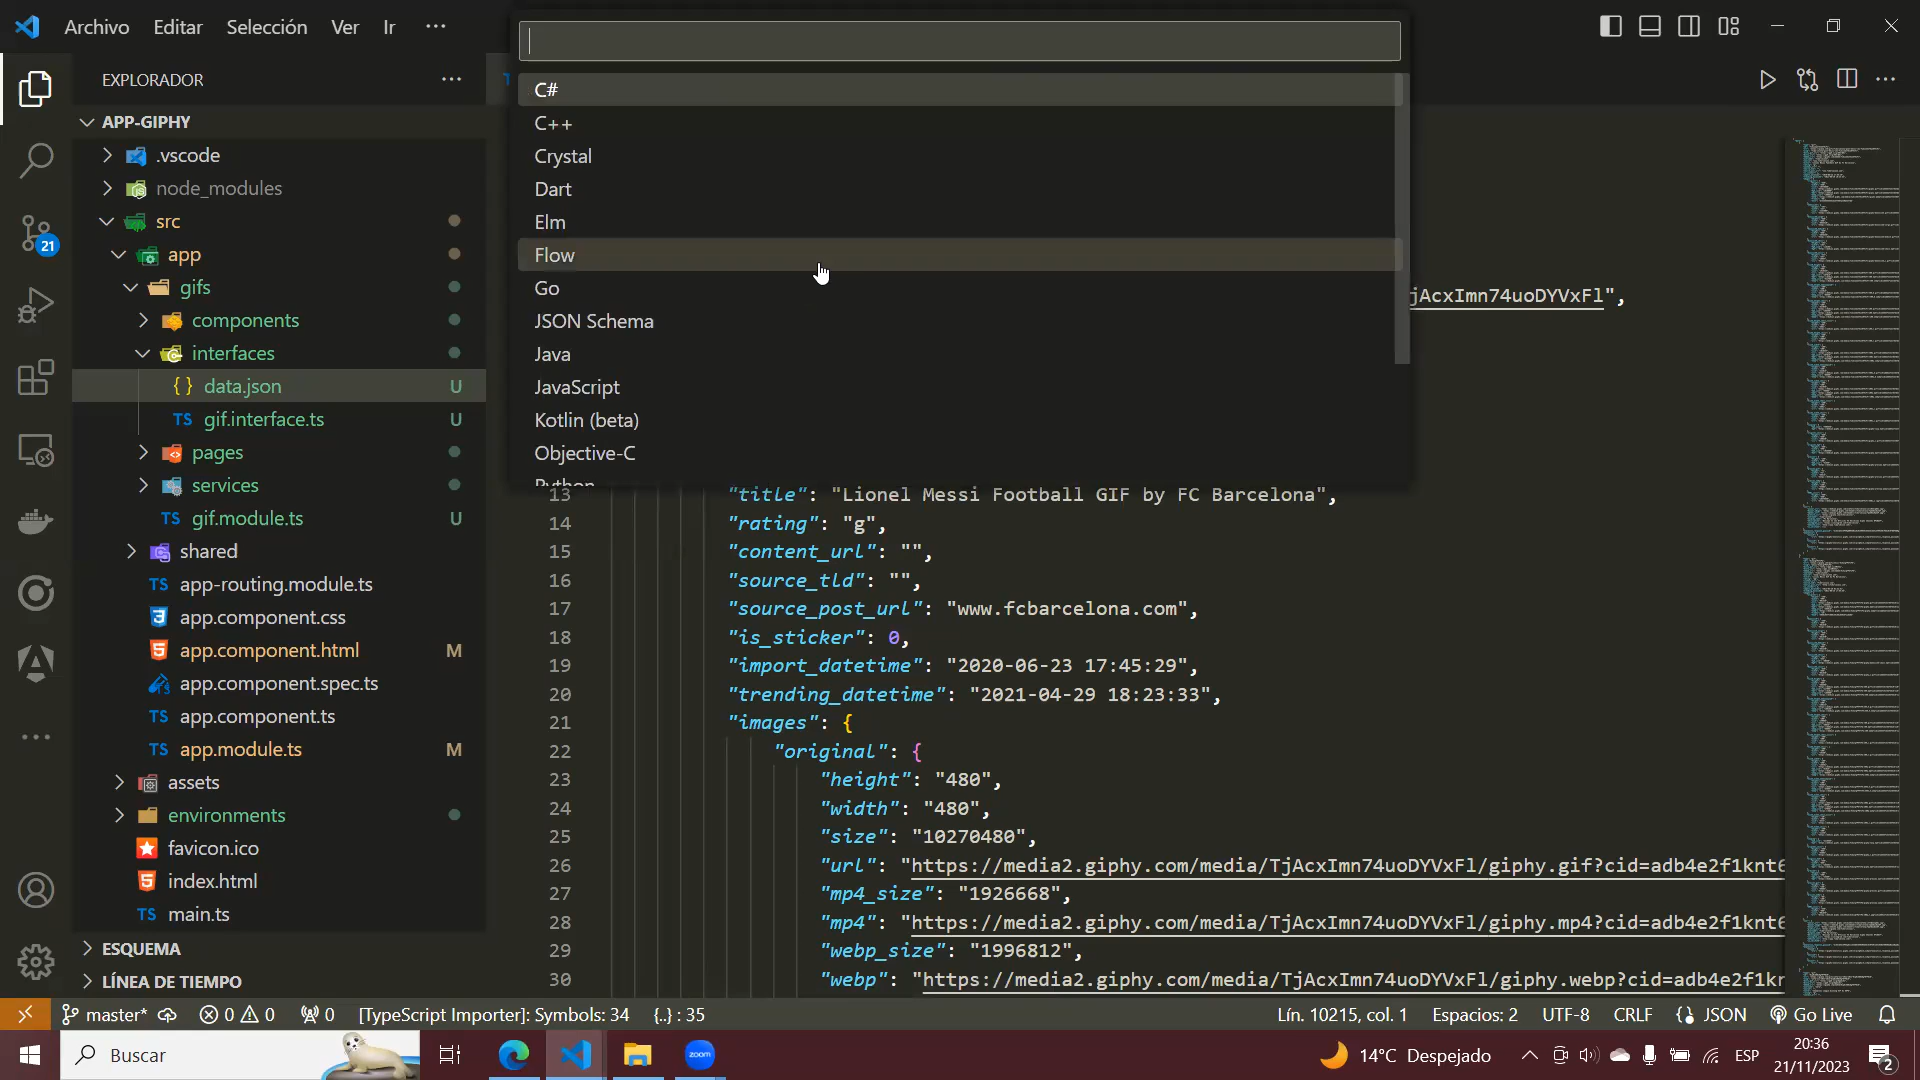 Archivo Editar Selección Ver Ir ···
EXPLORADOR ···
APP-GIPHY
.vscode
node_modules
src
app
gifs
components
interfaces
{ } data.json U
TS gif.interface.ts U
pages
services
TS gif.module.ts U
shared
TS app-routing.module.ts
app.component.css
app.component.html M
app.component.spec.ts
TS app.component.ts
TS app.module.ts M
assets
environments
favicon.ico
index.html
TS main.ts
ESQUEMA
LÍNEA DE TIEMPO
21
C#
C++
Crystal
Dart
Elm
Flow
Go
JSON Schema
Java
JavaScript
Kotlin (beta)
Objective-C
Python
jAcxImn74uoDYVxFl",
13 "title": "Lionel Messi Football GIF by FC Barcelona",
14 "rating": "g",
15 "content_url": "",
16 "source_tld": "",
17 "source_post_url": "www.fcbarcelona.com",
18 "is_sticker": 0,
19 "import_datetime": "2020-06-23 17:45:29",
20 "trending_datetime": "2021-04-29 18:23:33",
21 "images": {
22 "original": {
23 "height": "480",
24 "width": "480",
25 "size": "10270480",
26 "url": "https://media2.giphy.com/media/TjAcxImn74uoDYVxFl/giphy.gif?cid=adb4e2f1knt6
27 "mp4_size": "1926668",
28 "mp4": "https://media2.giphy.com/media/TjAcxImn74uoDYVxFl/giphy.mp4?cid=adb4e2f1knt6
29 "webp_size": "1996812",
30 "webp": "https://media2.giphy.com/media/TjAcxImn74uoDYVxFl/giphy.webp?cid=adb4e2f1kr
master* 0 0 0 [TypeScript Importer]: Symbols: 34 {..} : 35 Lín. 10215, col. 1 Espacios: 2 UTF-8 CRLF { } JSON Go Live
Buscar zoom 14°C Despejado ESP 20:36
21/11/2023 2